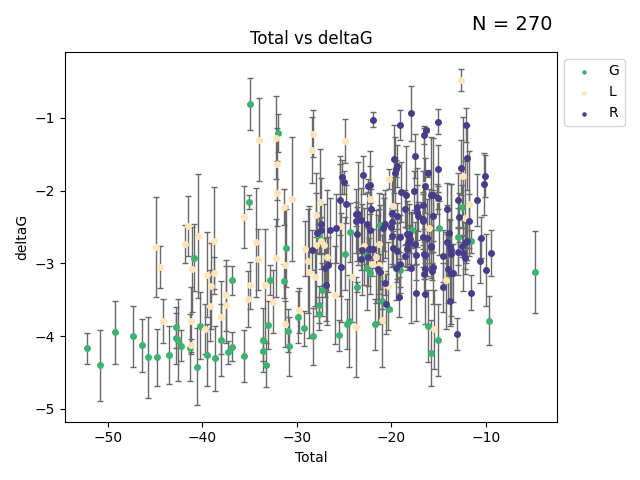 N = 270
Total vs deltaG
G
L
R
deltaG
−1
−2
−3
−4
−5
−50
−40
−30
−20
−10
Total